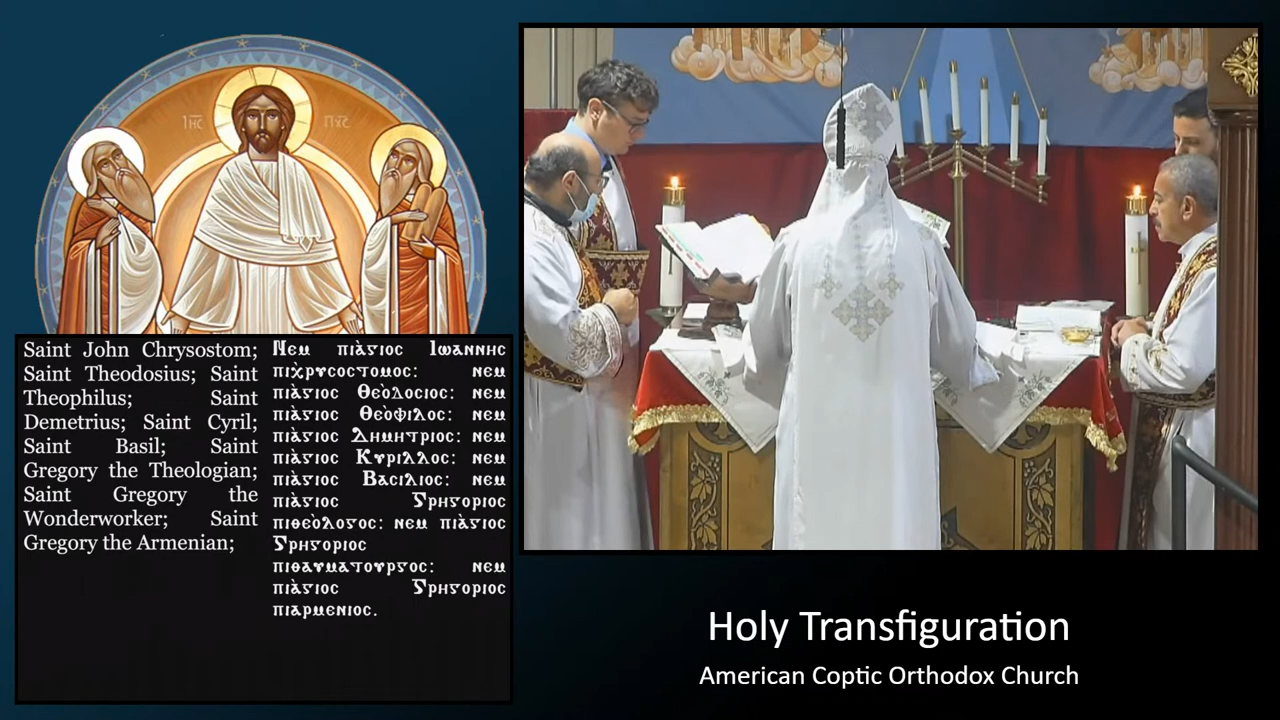 ⲒⲎ̅Ⲥ
ⲠⲬ̅Ⲥ
Saint John Chrysostom;
Saint Theodosius; Saint
Theophilus; Saint
Demetrius; Saint Cyril;
Saint Basil; Saint
Gregory the Theologian;
Saint Gregory the
Wonderworker; Saint
Gregory the Armenian;
Ⲛⲉⲙ ⲡⲓⲁ̀ⲅⲓⲟⲥ Ⲓⲱⲁⲛⲛⲏⲥ
ⲡⲓⲭ̀ⲣⲩⲥⲟⲥⲧⲟⲙⲟⲥ: ⲛⲉⲙ
ⲡⲓⲁ̀ⲅⲓⲟⲥ Ⲑⲉⲟ̀ⲇⲟⲥⲓⲟⲥ: ⲛⲉⲙ
ⲡⲓⲁ̀ⲅⲓⲟⲥ Ⲑⲉⲟ̀ⲫⲓⲗⲟⲥ: ⲛⲉⲙ
ⲡⲓⲁ̀ⲅⲓⲟⲥ Ⲇⲏⲙⲏⲧⲣⲓⲟⲥ: ⲛⲉⲙ
ⲡⲓⲁ̀ⲅⲓⲟⲥ Ⲕⲩⲣⲓⲗⲗⲟⲥ: ⲛⲉⲙ
ⲡⲓⲁ̀ⲅⲓⲟⲥ Ⲃⲁⲥⲓⲗⲓⲟⲥ: ⲛⲉⲙ
ⲡⲓⲁ̀ⲅⲓⲟⲥ Ⲅⲣⲏⲅⲟⲣⲓⲟⲥ
ⲡⲓⲑⲉⲟ̀ⲗⲟⲅⲟⲥ: ⲛⲉⲙ ⲡⲓⲁ̀ⲅⲓⲟⲥ
Ⲅⲣⲏⲅⲟⲣⲓⲟⲥ
ⲡⲓⲑⲁⲩⲙⲁⲧⲟⲩⲣⲅⲟⲥ: ⲛⲉⲙ
ⲡⲓⲁ̀ⲅⲓⲟⲥ Ⲅⲣⲏⲅⲟⲣⲓⲟⲥ
ⲡⲓⲁⲣⲙⲉⲛⲓⲟⲥ.
Holy Transfiguration
American Coptic Orthodox Church